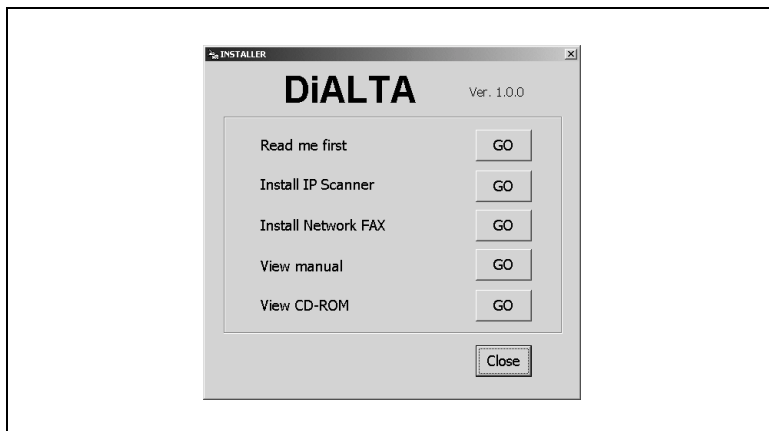 INSTALLER
DiALTA Ver. 1.0.0
Read me first GO
Install IP Scanner GO
Install Network FAX GO
View manual GO
View CD-ROM GO
Close